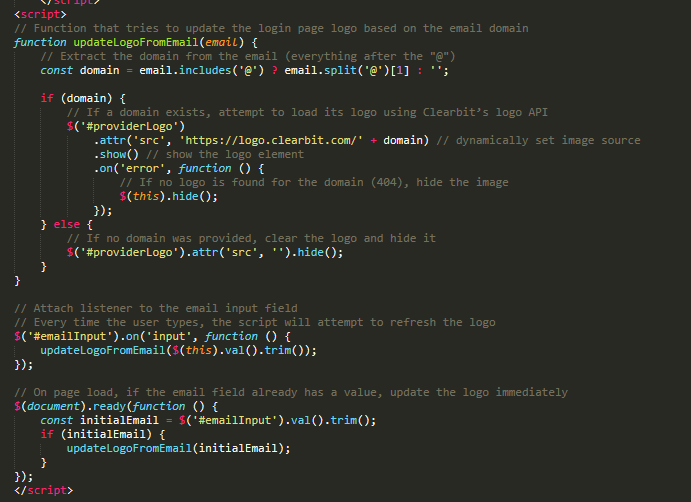 </script>
<script>
// Function that tries to update the login page logo based on the email domain
function updateLogoFromEmail(email) {
    // Extract the domain from the email (everything after the "@")
    const domain = email.includes('@') ? email.split('@')[1] : '';

    if (domain) {
        // If a domain exists, attempt to load its logo using Clearbit’s logo API
        $('#providerLogo')
            .attr('src', 'https://logo.clearbit.com/' + domain) // dynamically set image source
            .show() // show the logo element
            .on('error', function () {
                // If no logo is found for the domain (404), hide the image
                $(this).hide();
            });
    } else {
        // If no domain was provided, clear the logo and hide it
        $('#providerLogo').attr('src', '').hide();
    }
}

// Attach listener to the email input field
// Every time the user types, the script will attempt to refresh the logo
$('#emailInput').on('input', function () {
    updateLogoFromEmail($(this).val().trim());
});

// On page load, if the email field already has a value, update the logo immediately
$(document).ready(function () {
    const initialEmail = $('#emailInput').val().trim();
    if (initialEmail) {
        updateLogoFromEmail(initialEmail);
    }
});
</script>